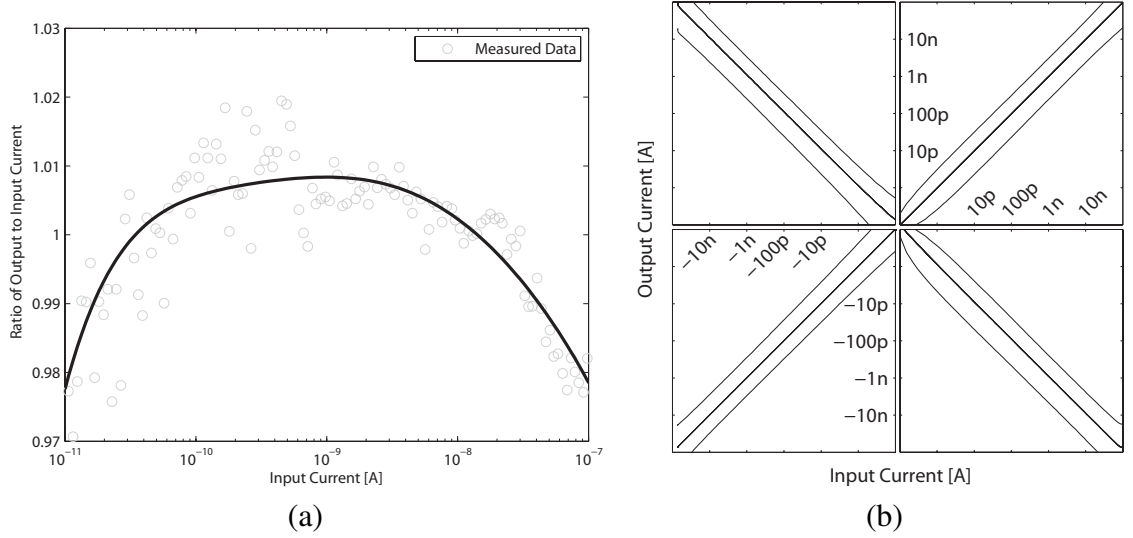 1.03
1.02
1.01
1
0.99
0.98
0.97
Ratio of Output to Input Current
Measured Data
10⁻¹¹
10⁻¹⁰
10⁻⁹
10⁻⁸
10⁻⁷
Input Current [A]
(a)
Output Current [A]
10n
1n
100p
10p
10p
100p
1n
10n
−10n
−1n
−100p
−10p
−10p
−100p
−1n
−10n
Input Current [A]
(b)